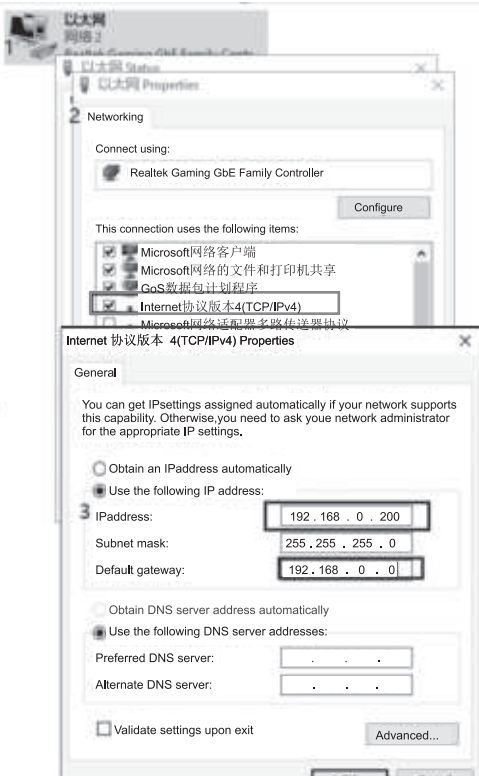 以太网
网络 2
1
Realtek Gaming GbE Family Contr
以太网 Status
以太网 Properties
2
Networking
Connect using:
Realtek Gaming GbE Family Controller
Configure
This connection uses the following items:
Microsoft网络客户端
Microsoft网络的文件和打印机共享
GoS数据包计划程序
Internet协议版本4(TCP/IPv4)
Microsoft网络适配器多路传送器协议
Internet 协议版本 4(TCP/IPv4) Properties
General
You can get IPsettings assigned automatically if your network supports
this capability. Otherwise,you need to ask youe network administrator
for the appropriate IP settings.
Obtain an IPaddress automatically
Use the following IP address:
3
IPaddress: 192 . 168 . 0 . 200
Subnet mask: 255 . 255 . 255 . 0
Default gateway: 192 . 168 . 0 . 0
Obtain DNS server address automatically
Use the following DNS server addresses:
Preferred DNS server: . . .
Alternate DNS server: . . .
Validate settings upon exit
Advanced...